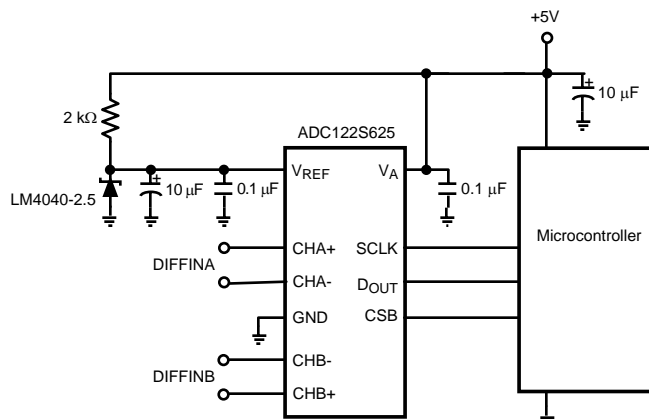 +5V
+
10 µF
2 kΩ
ADC122S625
VREF
VA
+
10 µF
0.1 µF
0.1 µF
LM4040-2.5
Microcontroller
CHA+
SCLK
DIFFINA
CHA-
DOUT
GND
CSB
CHB-
DIFFINB
CHB+